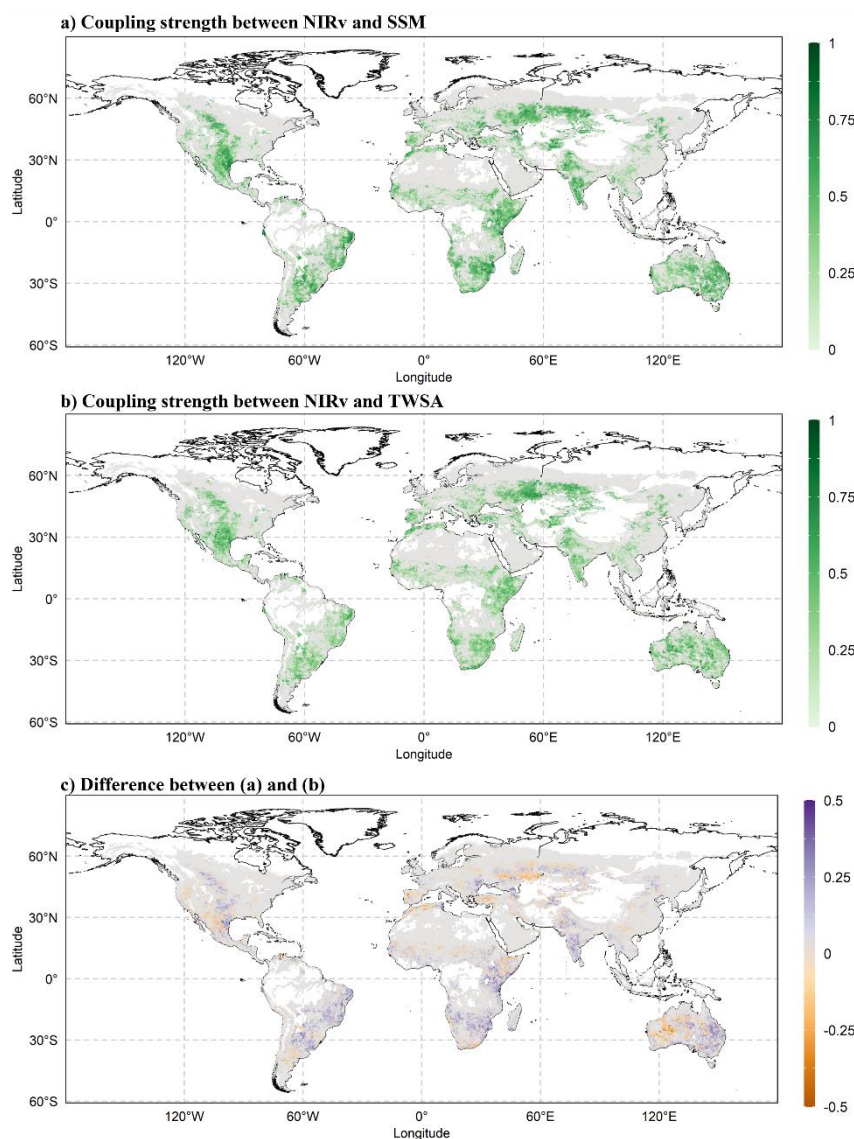 a) Coupling strength between NIRv and SSM
60°N
30°N
0°
30°S
60°S
Latitude
120°W 60°W 0° 60°E 120°E
Longitude
1
0.75
0.5
0.25
0
b) Coupling strength between NIRv and TWSA
60°N
30°N
0°
30°S
60°S
Latitude
120°W 60°W 0° 60°E 120°E
Longitude
1
0.75
0.5
0.25
0
c) Difference between (a) and (b)
60°N
30°N
0°
30°S
60°S
Latitude
120°W 60°W 0° 60°E 120°E
Longitude
0.5
0.25
0
-0.25
-0.5